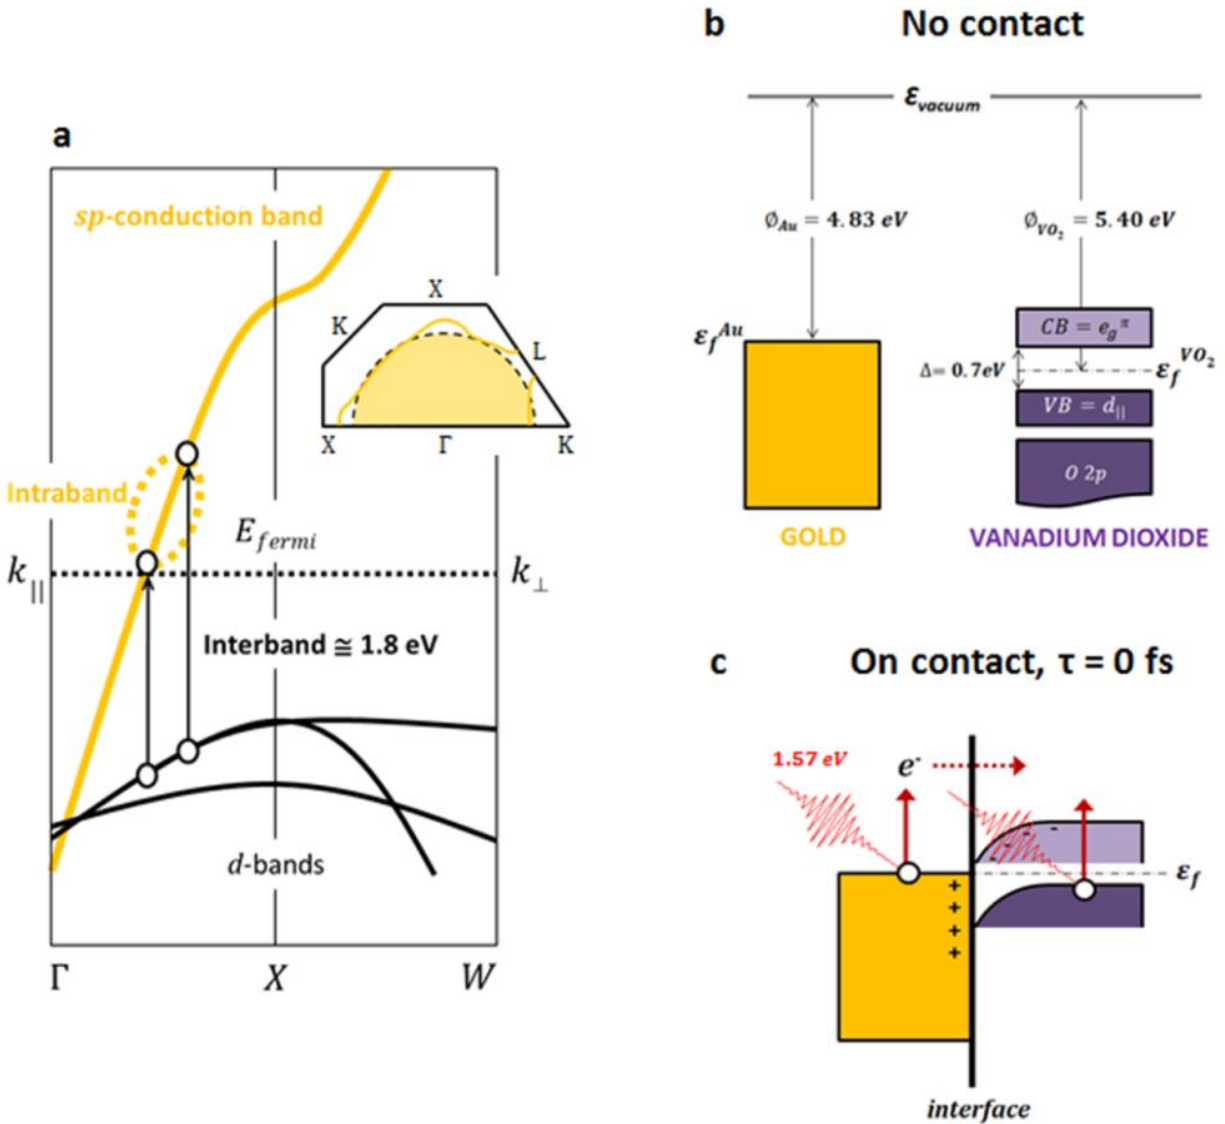 a
sp-conduction band
X
K
L
X
Γ
K
Intraband
E_fermi
k_||
k_⊥
Interband ≅ 1.8 eV
d-bands
Γ
X
W
b
No contact
ε_vacuum
Ø_Au = 4.83 eV
Ø_VO₂ = 5.40 eV
ε_f^Au
CB = e_g^π
Δ= 0.7eV
ε_f^VO₂
VB = d_||
O 2p
GOLD
VANADIUM DIOXIDE
c
On contact, τ = 0 fs
1.57 eV
e⁻
-
-
-
ε_f
+
+
+
+
interface